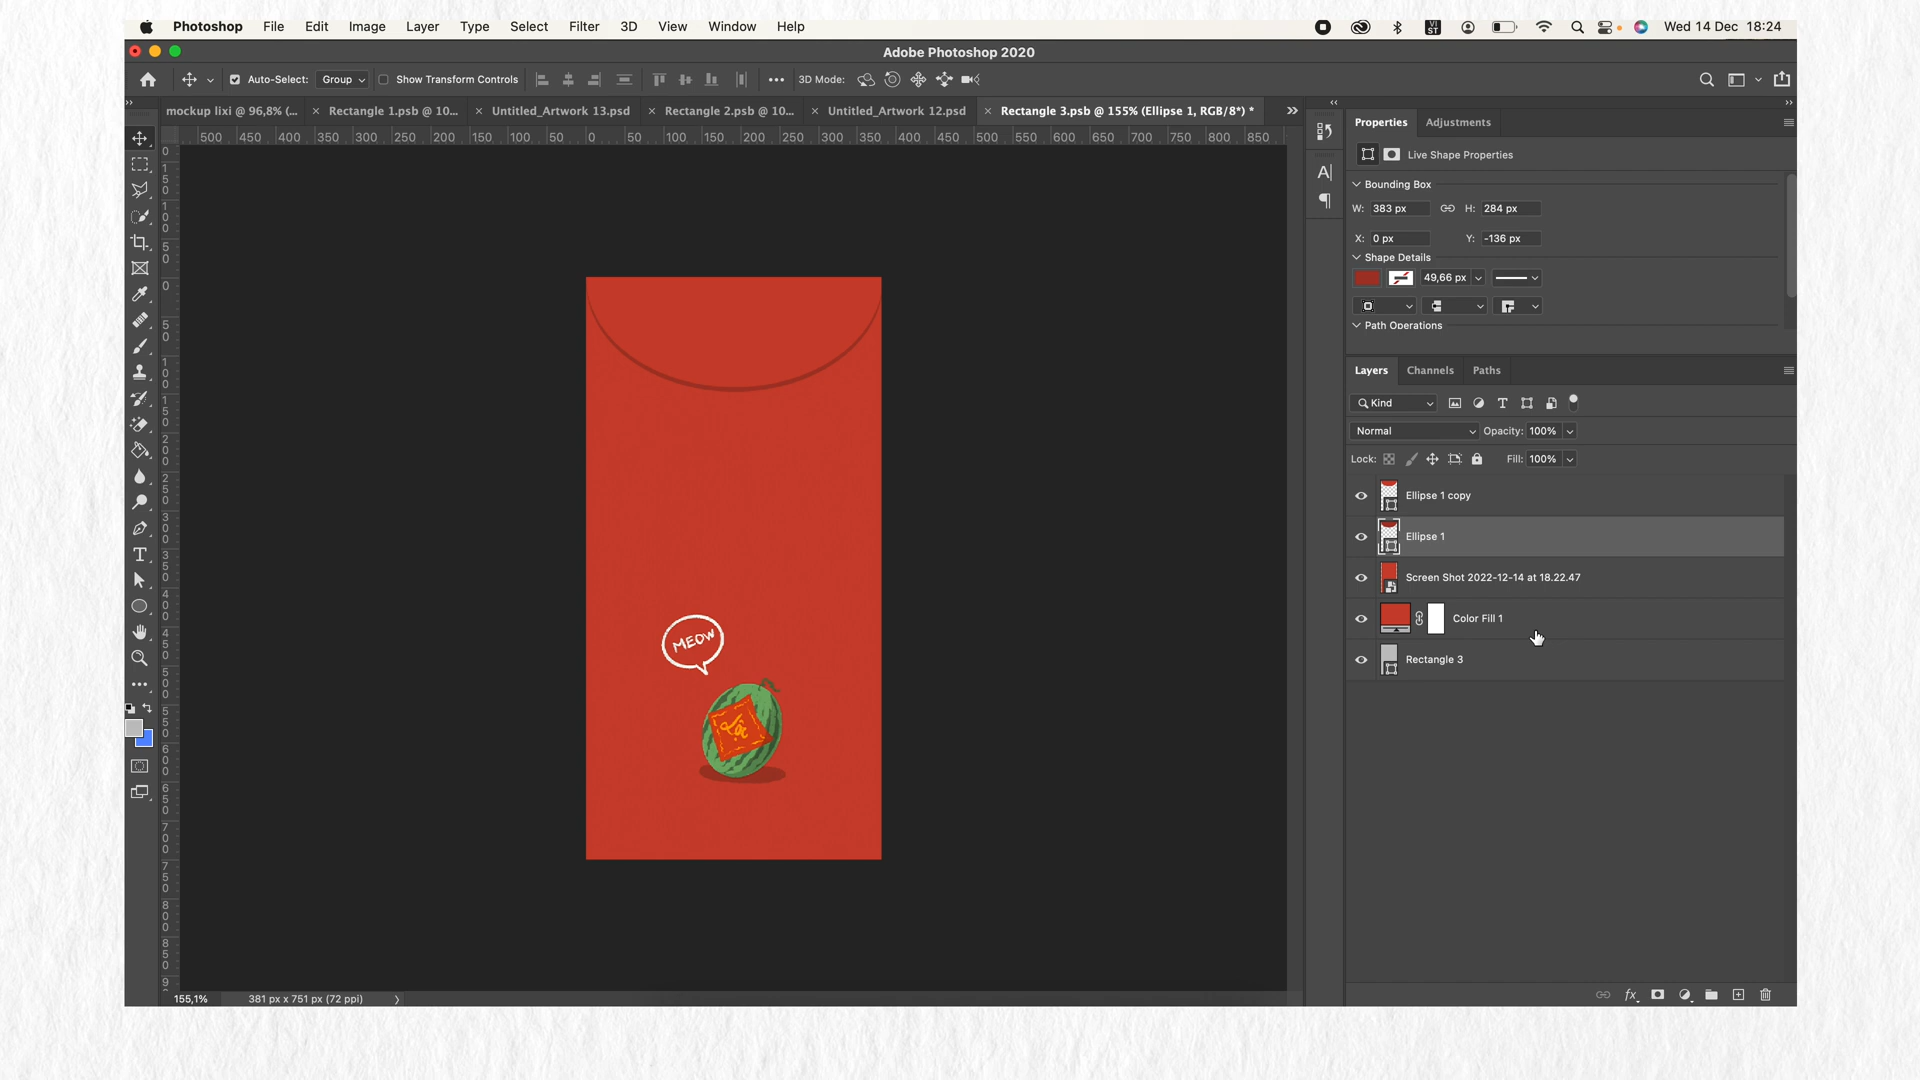 Photoshop File Edit Image Layer Type Select Filter 3D View Window Help VI ST Wed 14 Dec 18:24
Adobe Photoshop 2020
Auto-Select: Group Show Transform Controls 3D Mode:
mockup lixi @ 96,8% (... Rectangle 1.psb @ 10... Untitled_Artwork 13.psd Rectangle 2.psb @ 10... Untitled_Artwork 12.psd Rectangle 3.psb @ 155% (Ellipse 1, RGB/8*) *
500 450 400 350 300 250 200 150 100 50 0 50 100 150 200 250 300 350 400 450 500 550 600 650 700 750 800 850
Properties Adjustments
Live Shape Properties
Bounding Box
W: 383 px H: 284 px
X: 0 px Y: -136 px
Shape Details
49,66 px
Path Operations
Layers Channels Paths
Kind
Normal Opacity: 100%
Lock: Fill: 100%
Ellipse 1 copy
Ellipse 1
Screen Shot 2022-12-14 at 18.22.47
Color Fill 1
Rectangle 3
MEOW
155,1% 381 px x 751 px (72 ppi)